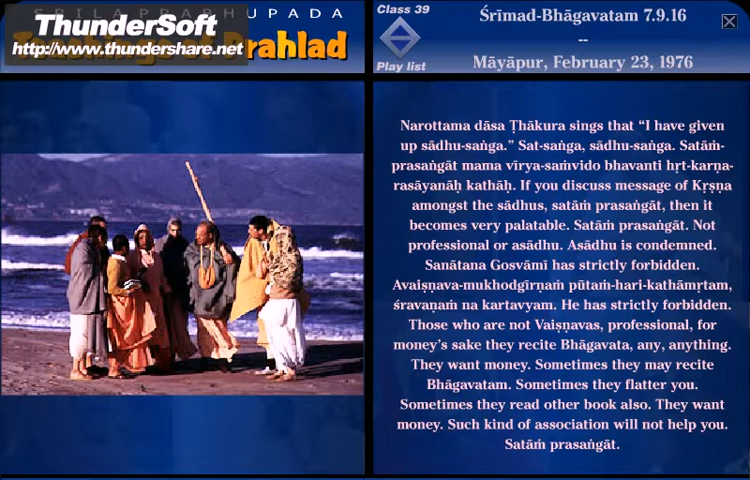 SRILA PRABHUPADA
ThunderSoft
http://www.thundershare.net
Teachings of Prahlad
Class 39
Play list
Śrīmad-Bhāgavatam 7.9.16
--
Māyāpur, February 23, 1976
Narottama dāsa Ṭhākura sings that “I have given
up sādhu-saṅga.” Sat-saṅga, sādhu-saṅga. Satāṁ-
prasaṅgāt mama vīrya-saṁvido bhavanti hṛt-karṇa-
rasāyanāḥ kathāḥ. If you discuss message of Kṛṣṇa
amongst the sādhus, satāṁ prasaṅgāt, then it
becomes very palatable. Satāṁ prasaṅgāt. Not
professional or asādhu. Asādhu is condemned.
Sanātana Gosvāmī has strictly forbidden.
Avaiṣṇava-mukhodgīrṇaṁ pūtaṁ-hari-kathāmṛtam,
śravaṇaṁ na kartavyam. He has strictly forbidden.
Those who are not Vaiṣṇavas, professional, for
money’s sake they recite Bhāgavata, any, anything.
They want money. Sometimes they may recite
Bhāgavatam. Sometimes they flatter you.
Sometimes they read other book also. They want
money. Such kind of association will not help you.
Satāṁ prasaṅgāt.